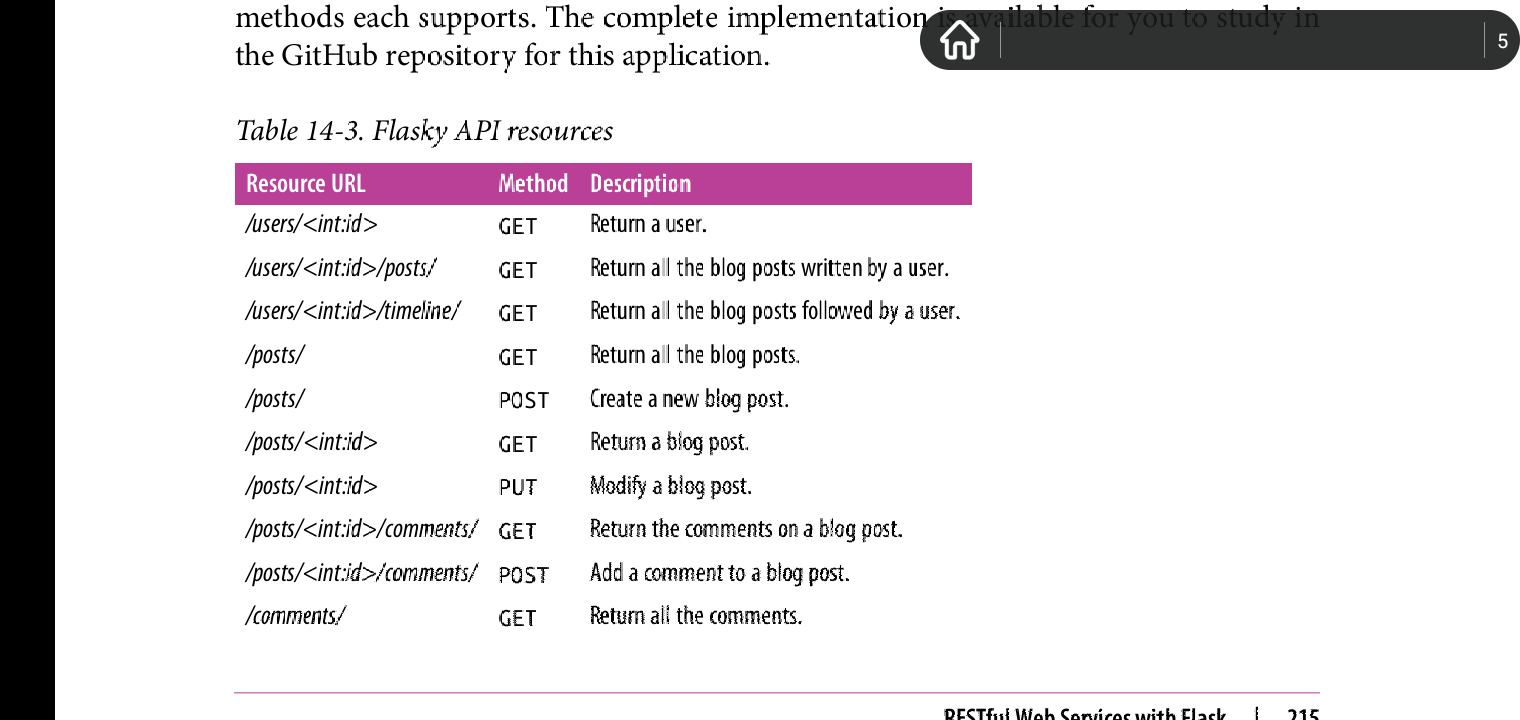 methods each supports. The complete implementation is available for you to study in
the GitHub repository for this application.
5
Table 14-3. Flasky API resources
Resource URL Method Description
/users/<int:id> GET Return a user.
/users/<int:id>/posts/ GET Return all the blog posts written by a user.
/users/<int:id>/timeline/ GET Return all the blog posts followed by a user.
/posts/ GET Return all the blog posts.
/posts/ POST Create a new blog post.
/posts/<int:id> GET Return a blog post.
/posts/<int:id> PUT Modify a blog post.
/posts/<int:id>/comments/ GET Return the comments on a blog post.
/posts/<int:id>/comments/ POST Add a comment to a blog post.
/comments/ GET Return all the comments.
RESTful Web Services with Flask | 215